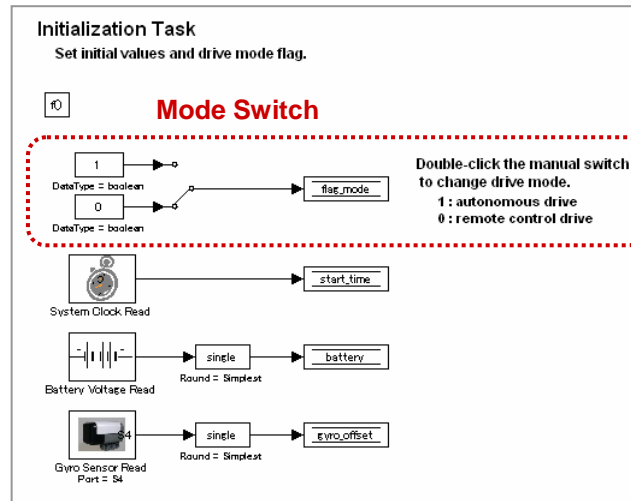 Initialization Task
Set initial values and drive mode flag.
f()
Mode Switch
1
DataType = boolean
0
DataType = boolean
flag_mode
Double-click the manual switch
to change drive mode.
1 : autonomous drive
0 : remote control drive
System Clock Read
start_time
Battery Voltage Read
single
Round = Simplest
battery
S4
Gyro Sensor Read
Port = S4
single
Round = Simplest
gyro_offset